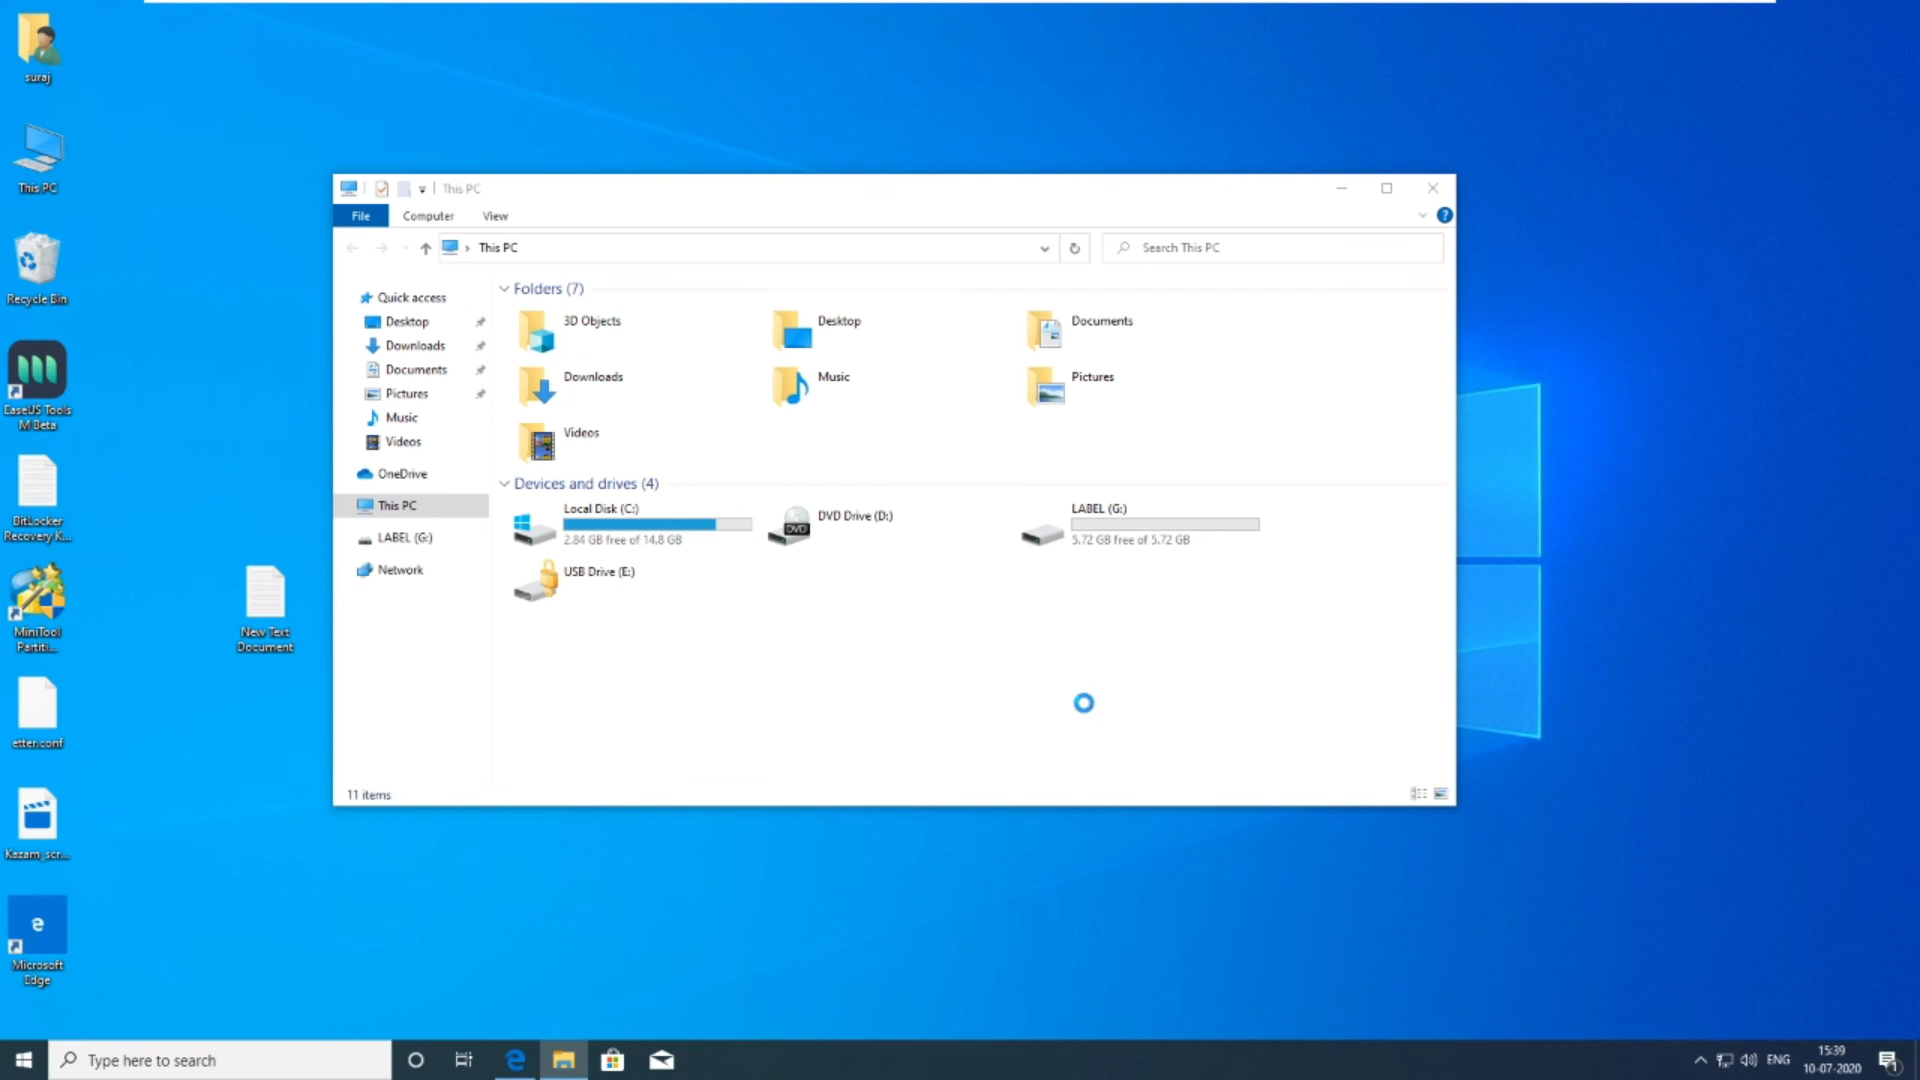 suraj
This PC
Recycle Bin
EaseUS Tools
M Beta
BitLocker
Recovery K...
MiniTool
Partiti...
etter.conf
Kazam_scr...
Microsoft
Edge
New Text
Document
This PC
File Computer View
This PC
Search This PC
Quick access
Desktop
Downloads
Documents
Pictures
Music
Videos
OneDrive
This PC
LABEL (G:)
Network
Folders (7)
3D Objects
Desktop
Documents
Downloads
Music
Pictures
Videos
Devices and drives (4)
Local Disk (C:)
2.84 GB free of 14.8 GB
DVD
DVD Drive (D:)
LABEL (G:)
5.72 GB free of 5.72 GB
USB Drive (E:)
11 items
Type here to search
ENG
15:39
10-07-2020
1